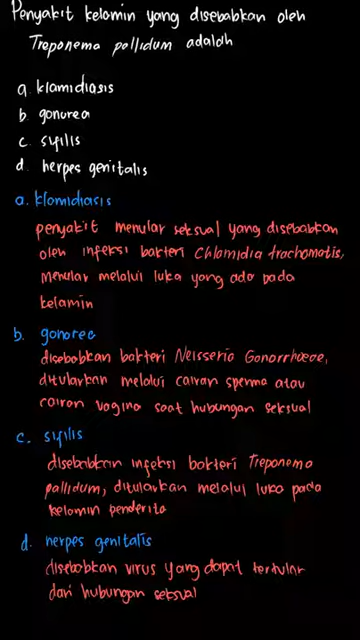 Penyakit kelamin yang disebabkan oleh
Treponema pallidum adalah
a. klamidiasis
b. gonorea
c. sifilis
d. herpes genitalis
a. klamidiasis
penyakit menular seksual yang disebabkan
oleh infeksi bakteri Chlamidia trachomatis,
menular melalui luka yang ada pada
kelamin
b. gonorea
disebabkan bakteri Neisseria Gonorrhoeae,
ditularkan melalui cairan sperma atau
cairan vagina saat hubungan seksual
c. sifilis
disebabkan infeksi bakteri Treponema
pallidum, ditularkan melalui luka pada
kelamin penderita
d. herpes genitalis
disebabkan virus yang dapat tertular
dari hubungan seksual